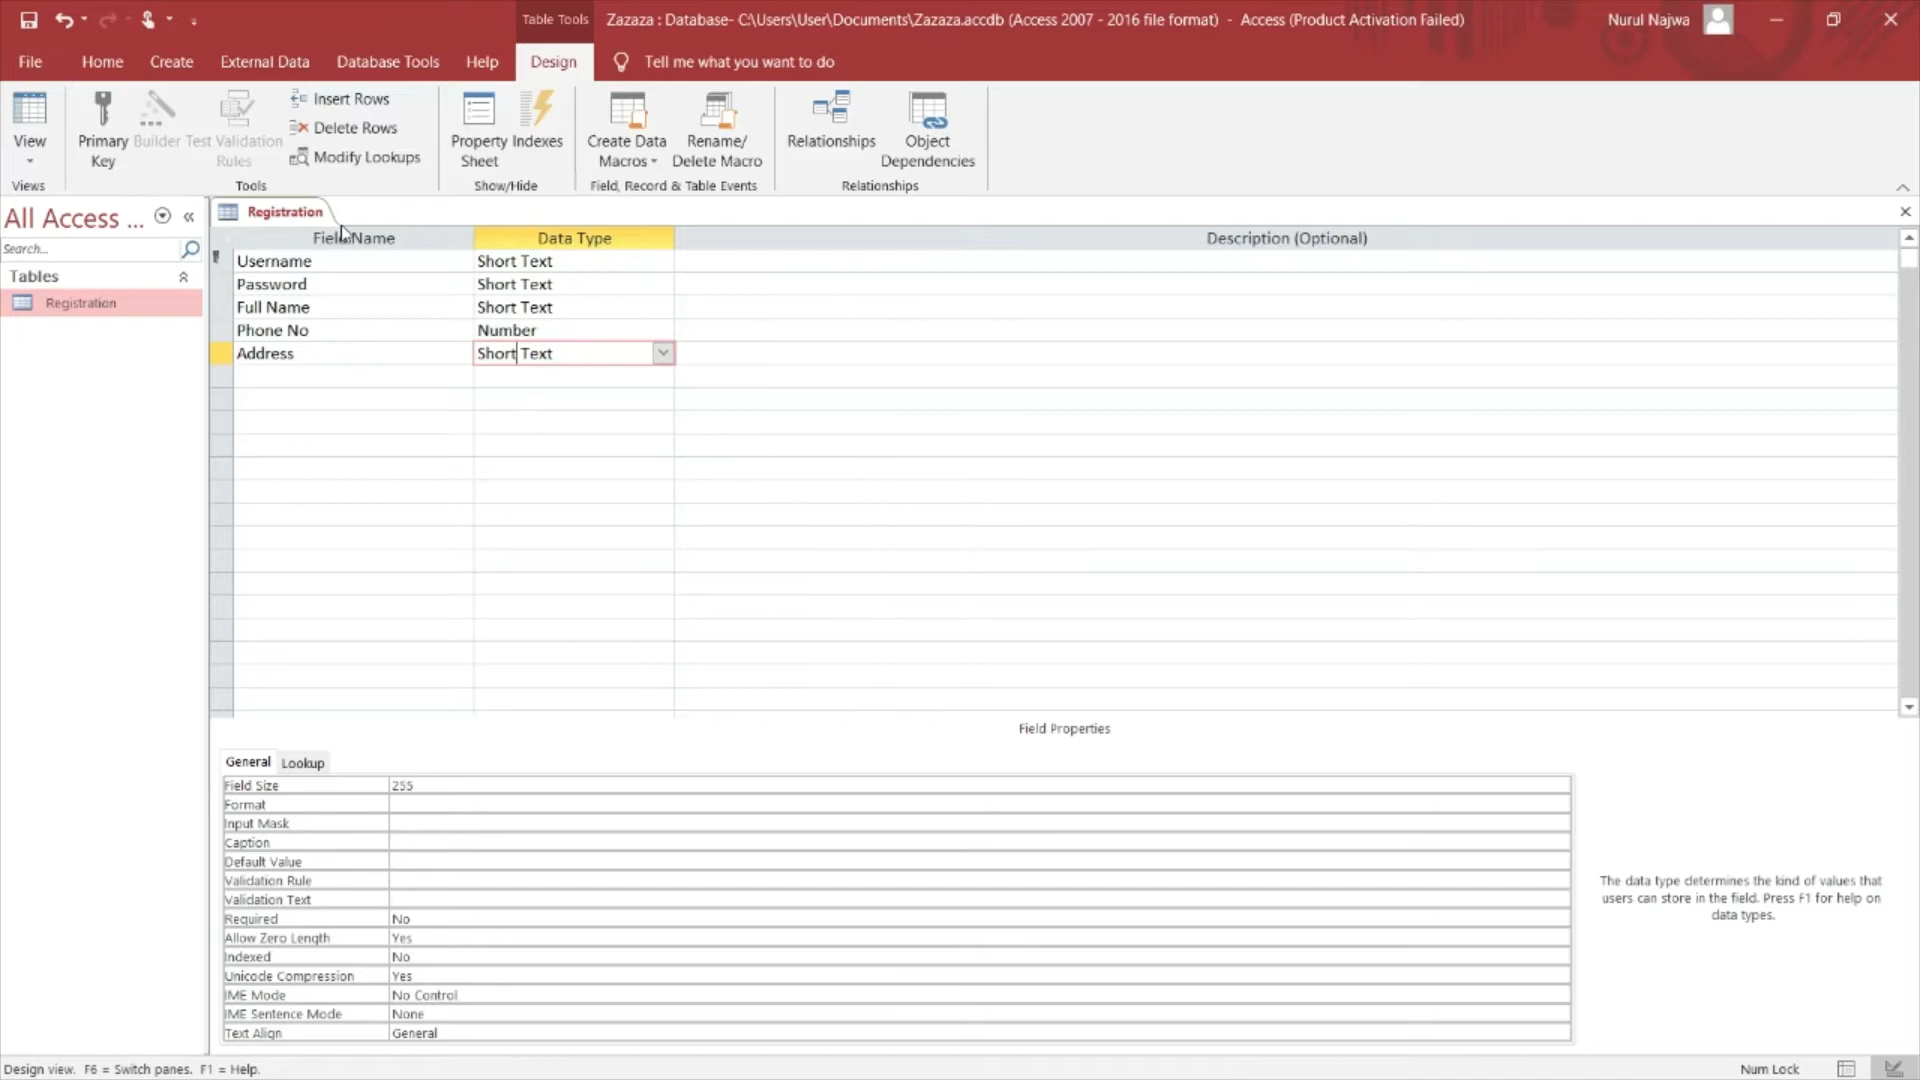 Table Tools
Zazaza : Database- C:\Users\User\Documents\Zazaza.accdb (Access 2007 - 2016 file format) - Access (Product Activation Failed)
Nurul Najwa
File
Home
Create
External Data
Database Tools
Help
Design
Tell me what you want to do
View
Primary Key
Builder
Test Validation Rules
Insert Rows
Delete Rows
Modify Lookups
Property Sheet
Indexes
Create Data Macros
Rename/ Delete Macro
Relationships
Object Dependencies
Views
Tools
Show/Hide
Field, Record & Table Events
Relationships
All Access ...
Search...
Tables
Registration
Registration
Field Name
Data Type
Description (Optional)
Username
Short Text
Password
Short Text
Full Name
Short Text
Phone No
Number
Address
Short Text
Field Properties
General
Lookup
Field Size
255
Format
Input Mask
Caption
Default Value
Validation Rule
Validation Text
Required
No
Allow Zero Length
Yes
Indexed
No
Unicode Compression
Yes
IME Mode
No Control
IME Sentence Mode
None
Text Align
General
The data type determines the kind of values that
users can store in the field. Press F1 for help on
data types.
Design view. F6 = Switch panes. F1 = Help.
Num Lock